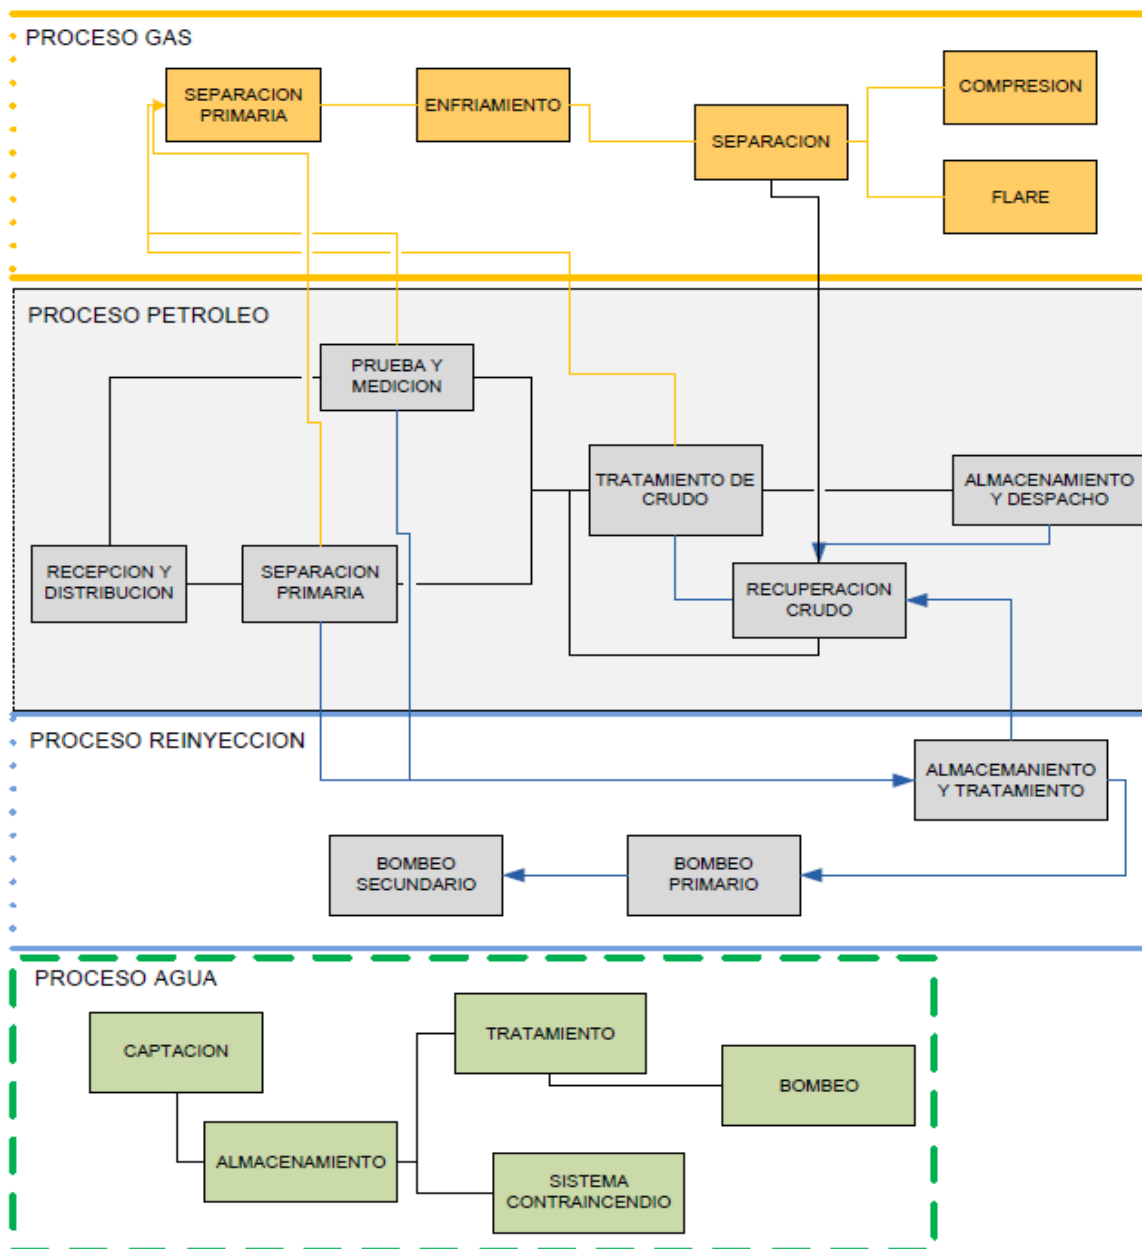 PROCESO GAS
SEPARACION
PRIMARIA
ENFRIAMIENTO
SEPARACION
COMPRESION
FLARE
PROCESO PETROLEO
PRUEBA Y
MEDICION
TRATAMIENTO DE
CRUDO
ALMACENAMIENTO
Y DESPACHO
RECEPCION Y
DISTRIBUCION
SEPARACION
PRIMARIA
RECUPERACION
CRUDO
PROCESO REINYECCION
ALMACEMANIENTO
Y TRATAMIENTO
BOMBEO
SECUNDARIO
BOMBEO
PRIMARIO
PROCESO AGUA
CAPTACION
TRATAMIENTO
BOMBEO
ALMACENAMIENTO
SISTEMA
CONTRAINCENDIO